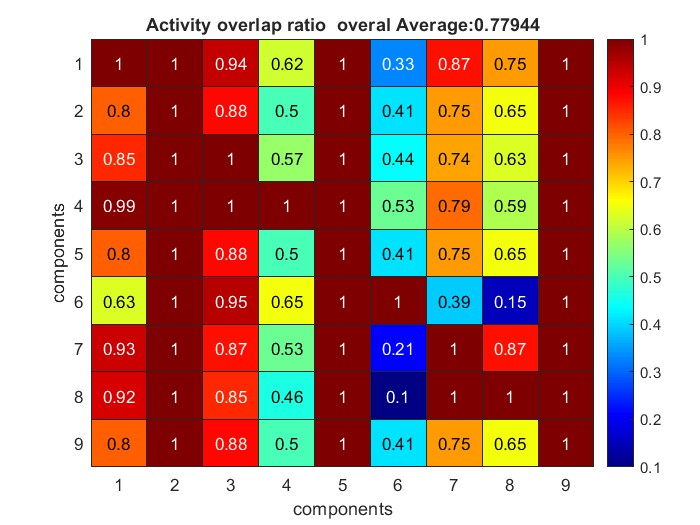 Activity overlap ratio  overal Average:0.77944
1 1 1 0.94 0.62 1 0.33 0.87 0.75 1
2 0.8 1 0.88 0.5 1 0.41 0.75 0.65 1
3 0.85 1 1 0.57 1 0.44 0.74 0.63 1
4 0.99 1 1 1 1 0.53 0.79 0.59 1
5 0.8 1 0.88 0.5 1 0.41 0.75 0.65 1
6 0.63 1 0.95 0.65 1 1 0.39 0.15 1
7 0.93 1 0.87 0.53 1 0.21 1 0.87 1
8 0.92 1 0.85 0.46 1 0.1 1 1 1
9 0.8 1 0.88 0.5 1 0.41 0.75 0.65 1
1 2 3 4 5 6 7 8 9
components
components
1
0.9
0.8
0.7
0.6
0.5
0.4
0.3
0.2
0.1